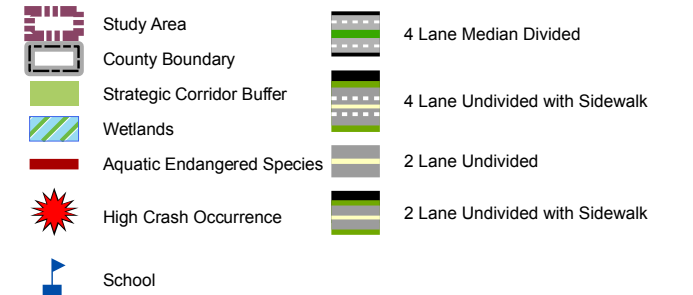 Study Area
County Boundary
Strategic Corridor Buffer
Wetlands
Aquatic Endangered Species
High Crash Occurrence
School
4 Lane Median Divided
4 Lane Undivided with Sidewalk
2 Lane Undivided
2 Lane Undivided with Sidewalk